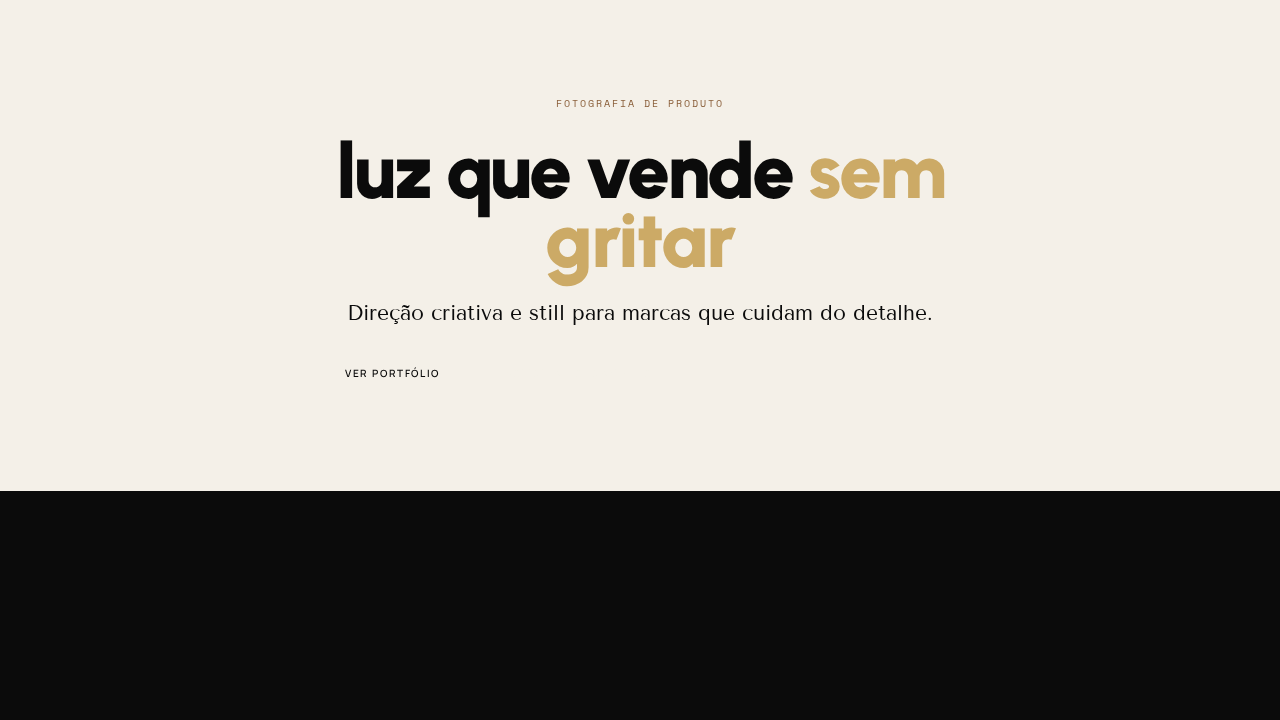 FOTOGRAFIA DE PRODUTO
luz que vende sem
gritar
Direção criativa e still para marcas que cuidam do detalhe.
VER PORTFÓLIO